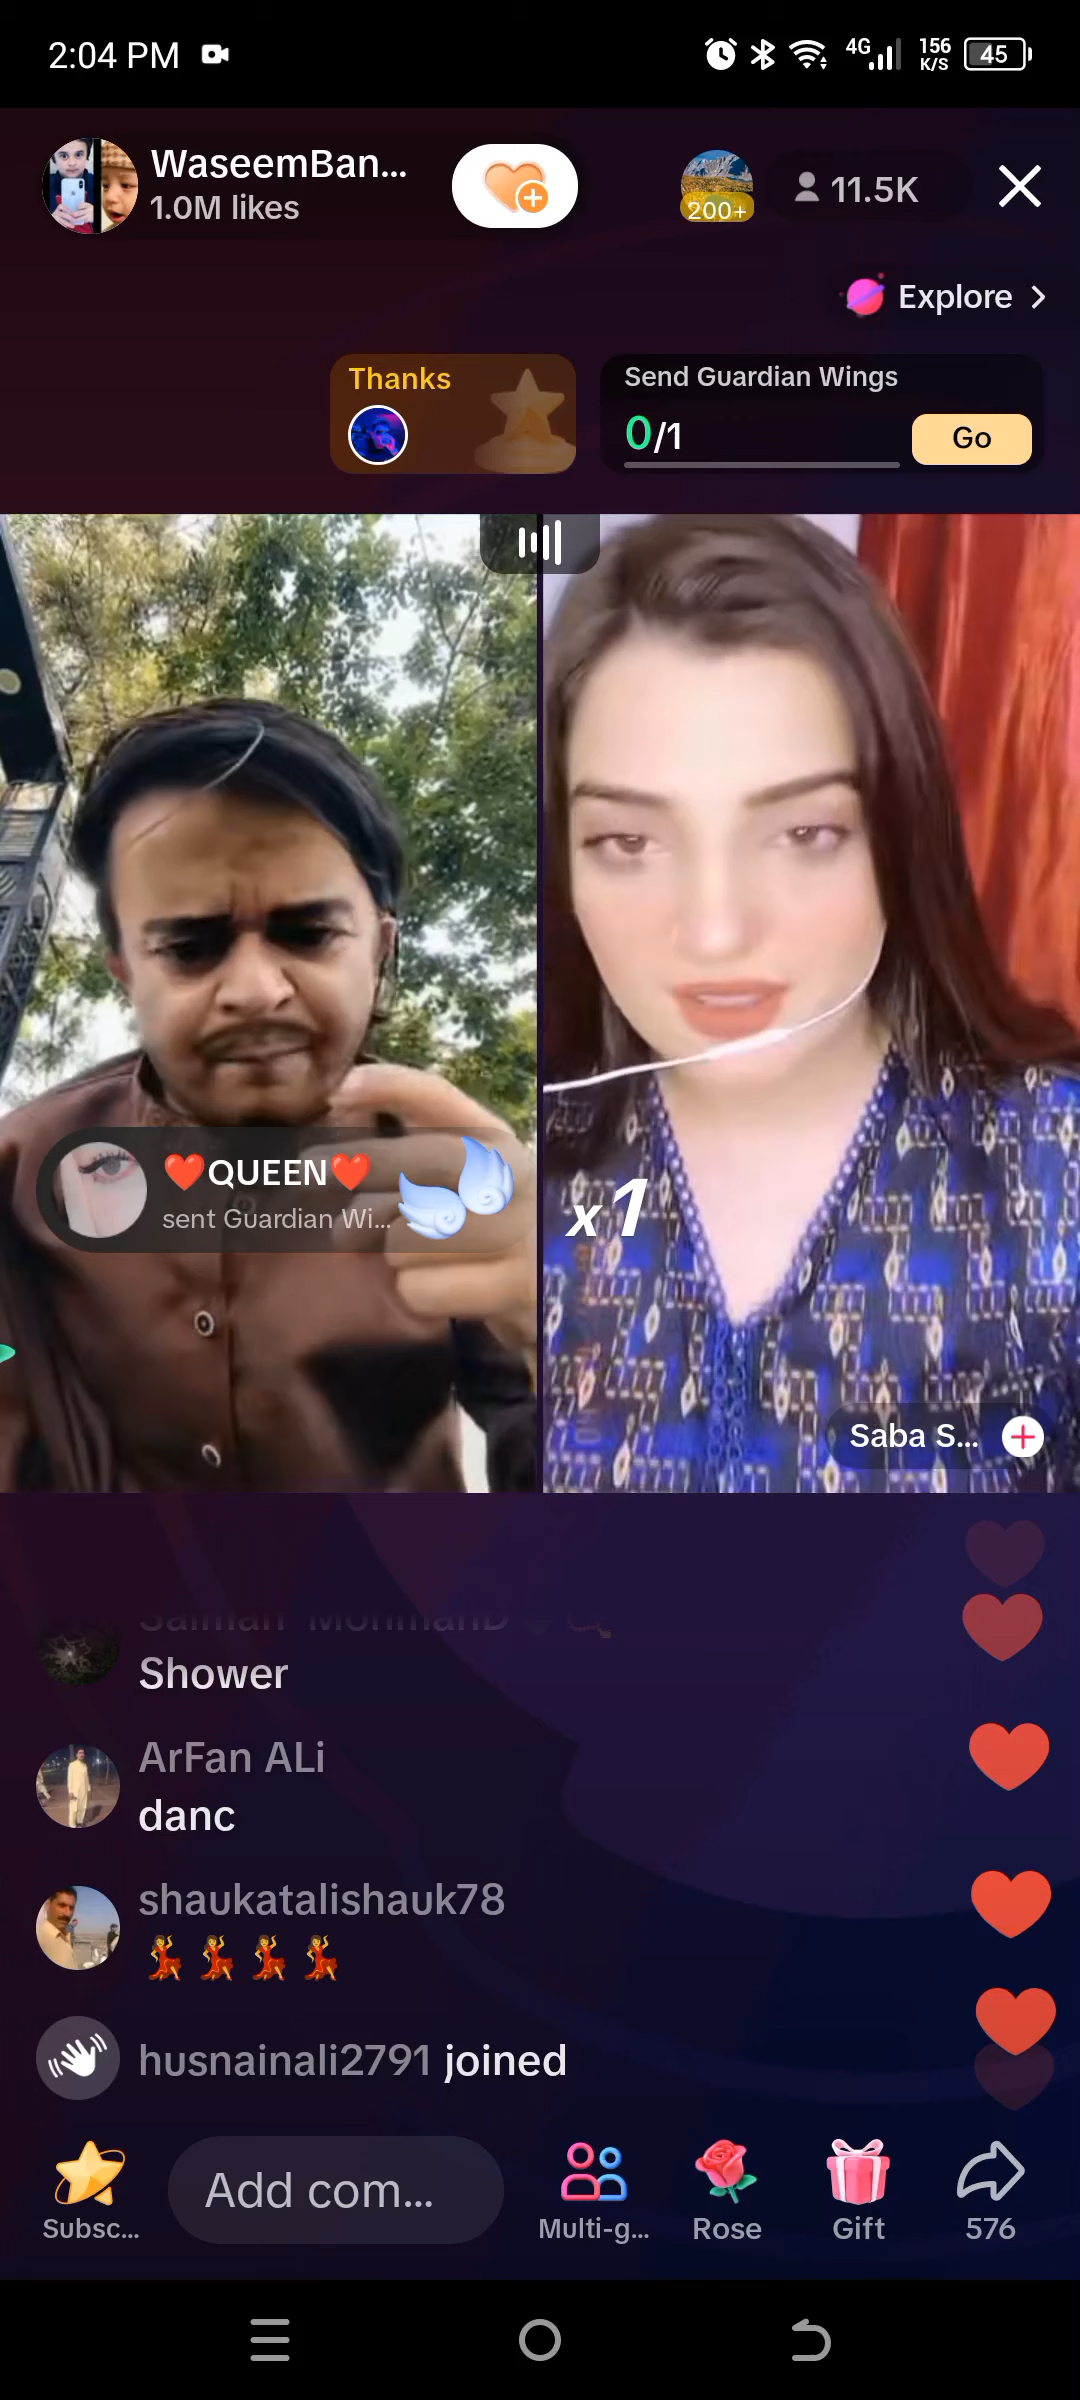 2:04 PM
4G
156
K/S
45
WaseemBan...
1.0M likes
200+
11.5K
Explore
Thanks
Send Guardian Wings
0/1
Go
❤️QUEEN❤️
sent Guardian Wi...
x1
Saba S...
Shower
ArFan ALi
danc
shaukatalishauk78
💃💃💃💃
husnainali2791 joined
Subsc...
Add com...
Multi-g...
Rose
Gift
576